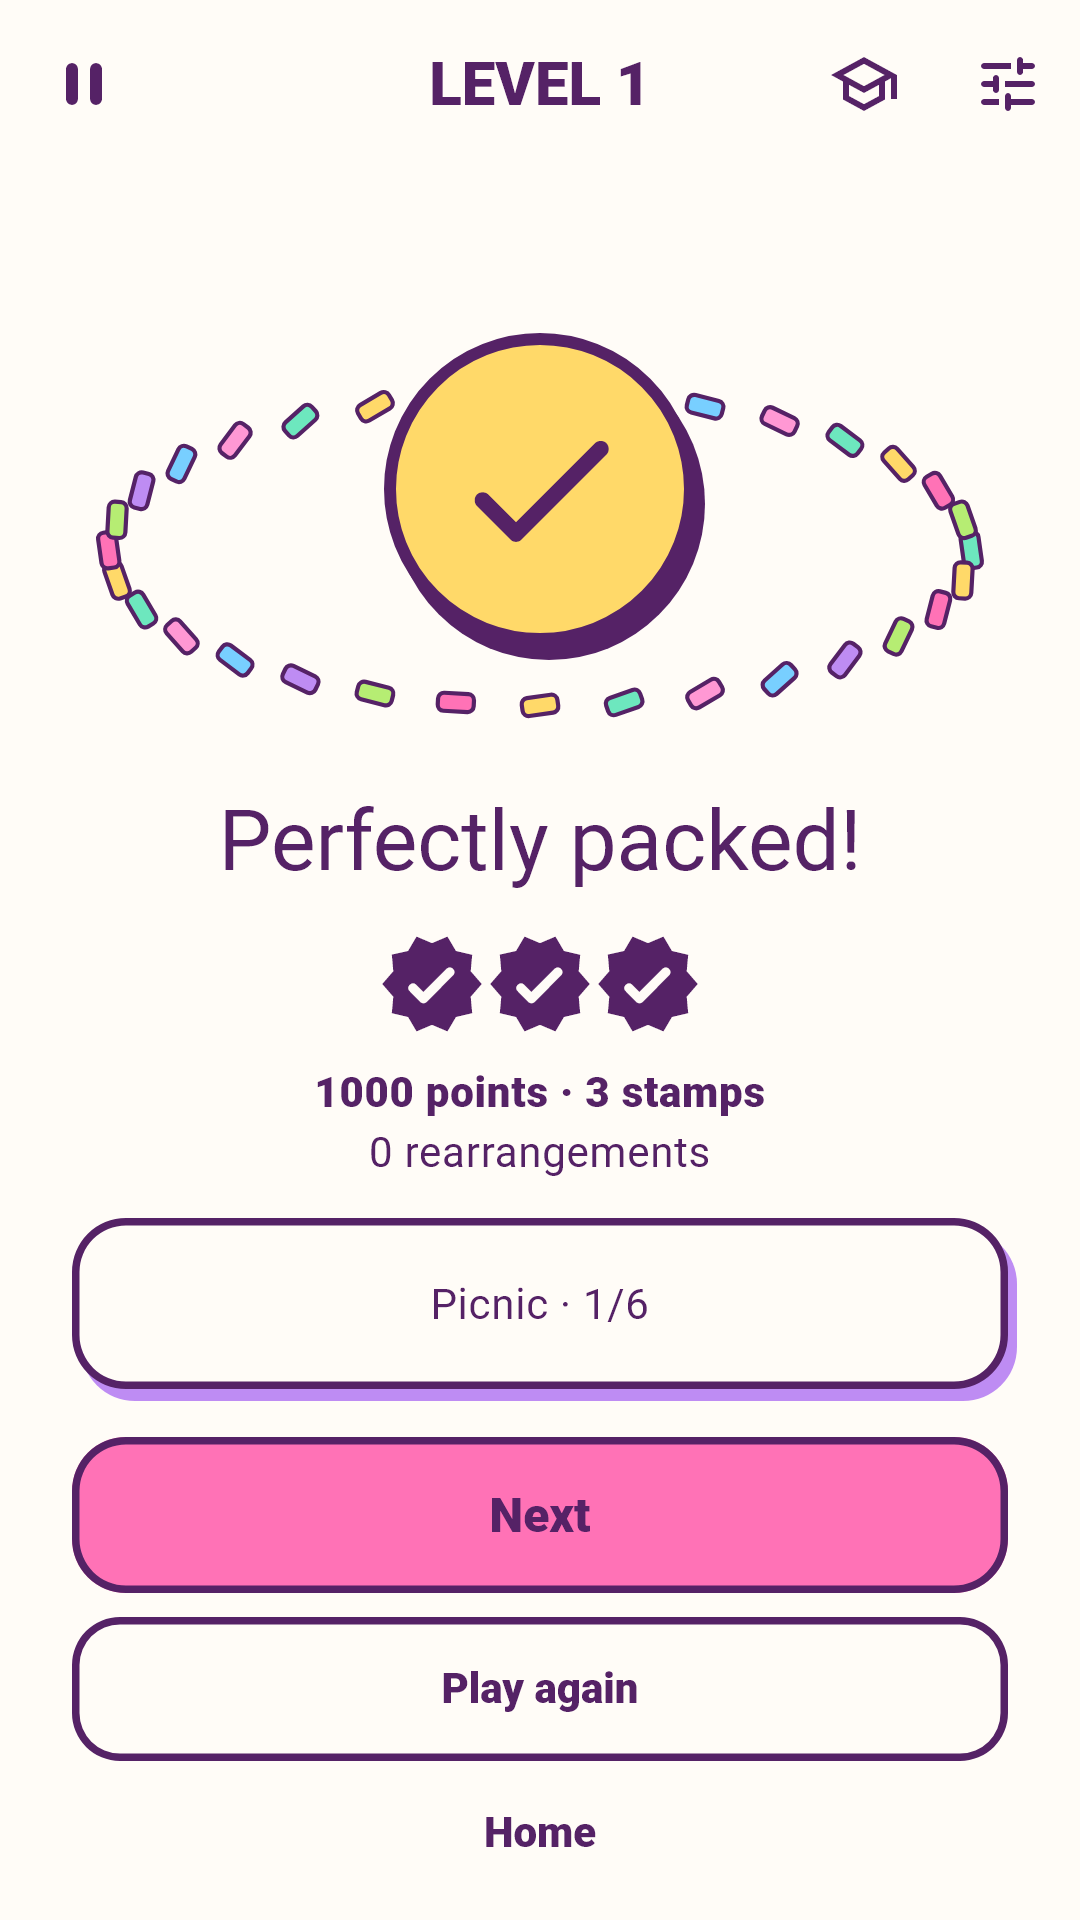 LEVEL 1
Perfectly packed!
1000 points · 3 stamps
0 rearrangements
Picnic · 1/6
Next
Play again
Home